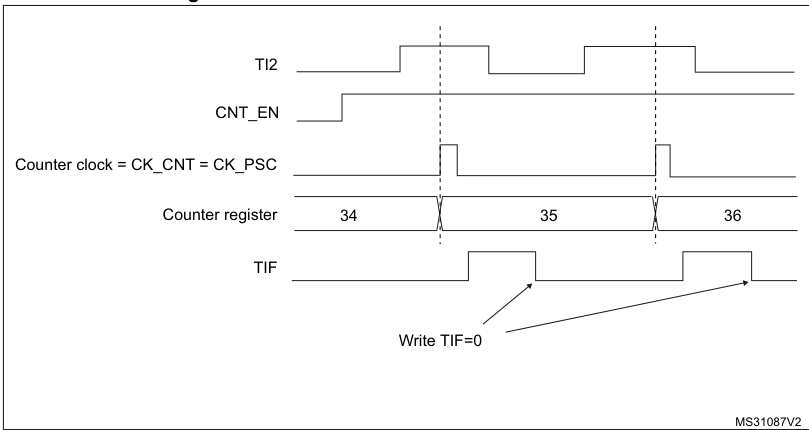 TI2
CNT_EN
Counter clock = CK_CNT = CK_PSC
Counter register 34 35 36
TIF
Write TIF=0
MS31087V2